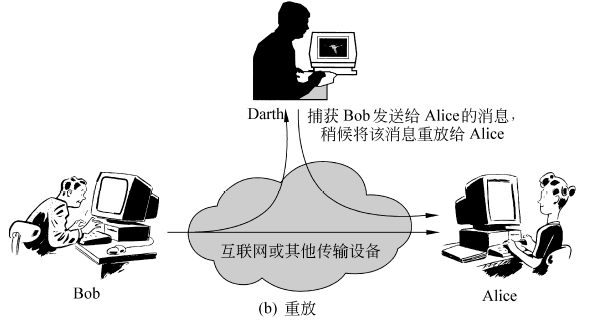 Darth
捕获 Bob 发送给 Alice 的消息，
稍候将该消息重放给 Alice
互联网或其他传输设备
Bob
Alice
(b) 重放